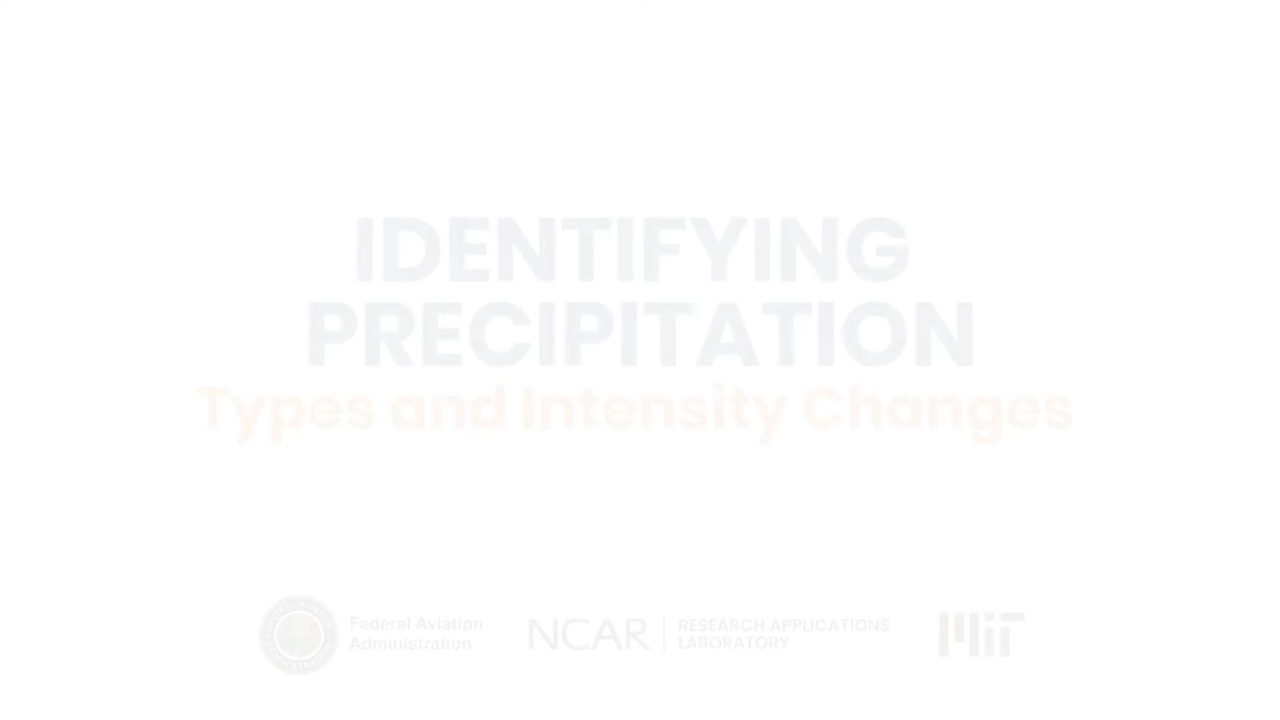 IDENTIFYING
PRECIPITATION
Types and Intensity Changes
Federal Aviation
Administration
NCAR
RESEARCH APPLICATIONS
LABORATORY
MIT